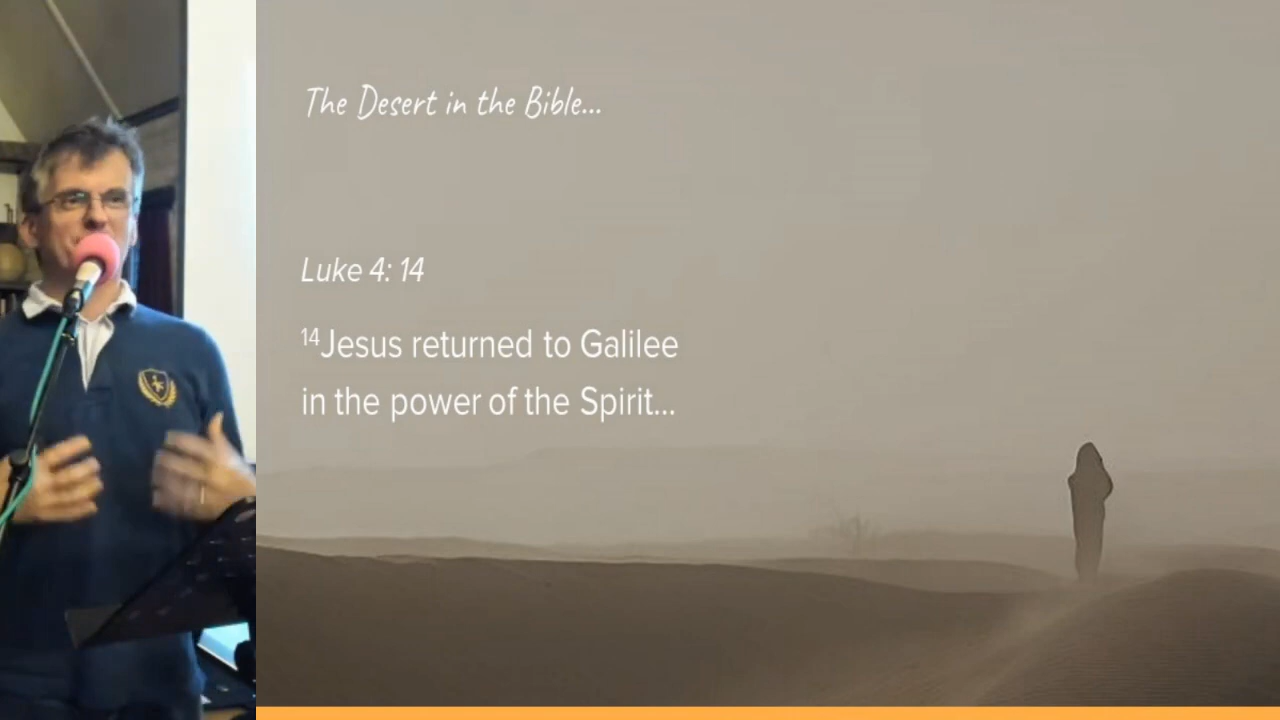 The Desert in the Bible...
Luke 4: 14
14Jesus returned to Galilee
in the power of the Spirit...